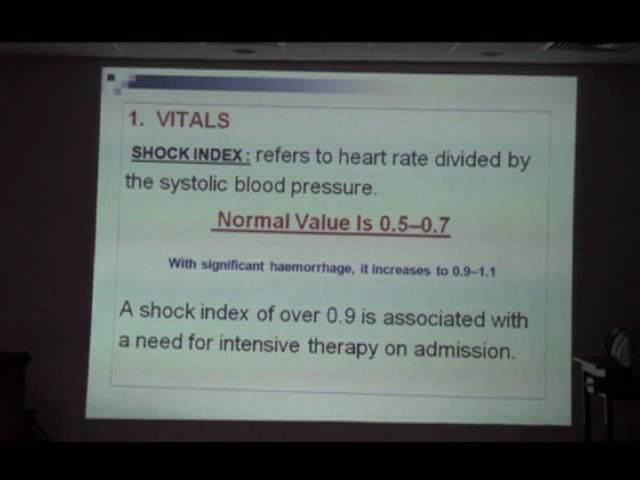 1. VITALS
SHOCK INDEX: refers to heart rate divided by
the systolic blood pressure.
Normal Value Is 0.5–0.7
With significant haemorrhage, it increases to 0.9–1.1
A shock index of over 0.9 is associated with
a need for intensive therapy on admission.